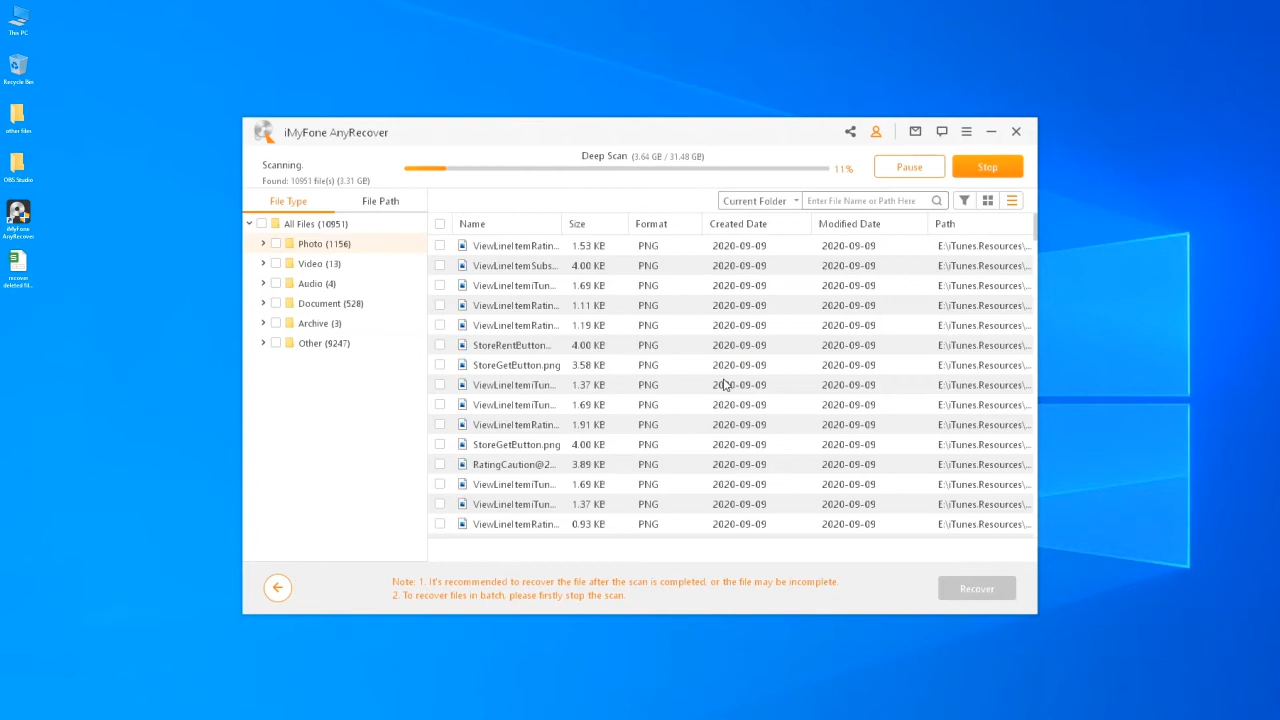 This PC
Recycle Bin
other files
OBS Studio
iMyFone
AnyRecover
recover
deleted fil...
iMyFone AnyRecover
Scanning.
Deep Scan (3.64 GB / 31.48 GB)
11%
Pause
Stop
Found: 10951 file(s) (3.31 GB)
File Type
File Path
Current Folder
Enter File Name or Path Here
All Files (10951)
Photo (1156)
Video (13)
Audio (4)
Document (528)
Archive (3)
Other (9247)
Name Size Format Created Date Modified Date Path
ViewLineItemRatin... 1.53 KB PNG 2020-09-09 2020-09-09 E:\iTunes.Resources\...
ViewLineItemSubs... 4.00 KB PNG 2020-09-09 2020-09-09 E:\iTunes.Resources\...
ViewLineItemiTun... 1.69 KB PNG 2020-09-09 2020-09-09 E:\iTunes.Resources\...
ViewLineItemRatin... 1.11 KB PNG 2020-09-09 2020-09-09 E:\iTunes.Resources\...
ViewLineItemRatin... 1.19 KB PNG 2020-09-09 2020-09-09 E:\iTunes.Resources\...
StoreRentButton... 4.00 KB PNG 2020-09-09 2020-09-09 E:\iTunes.Resources\...
StoreGetButton.png 3.58 KB PNG 2020-09-09 2020-09-09 E:\iTunes.Resources\...
ViewLineItemiTun... 1.37 KB PNG 2020-09-09 2020-09-09 E:\iTunes.Resources\...
ViewLineItemiTun... 1.69 KB PNG 2020-09-09 2020-09-09 E:\iTunes.Resources\...
ViewLineItemRatin... 1.91 KB PNG 2020-09-09 2020-09-09 E:\iTunes.Resources\...
StoreGetButton.png 4.00 KB PNG 2020-09-09 2020-09-09 E:\iTunes.Resources\...
RatingCaution@2... 3.89 KB PNG 2020-09-09 2020-09-09 E:\iTunes.Resources\...
ViewLineItemiTun... 1.69 KB PNG 2020-09-09 2020-09-09 E:\iTunes.Resources\...
ViewLineItemiTun... 1.37 KB PNG 2020-09-09 2020-09-09 E:\iTunes.Resources\...
ViewLineItemRatin... 0.93 KB PNG 2020-09-09 2020-09-09 E:\iTunes.Resources\...
Note: 1. It's recommended to recover the file after the scan is completed, or the file may be incomplete.
2. To recover files in batch, please firstly stop the scan.
Recover